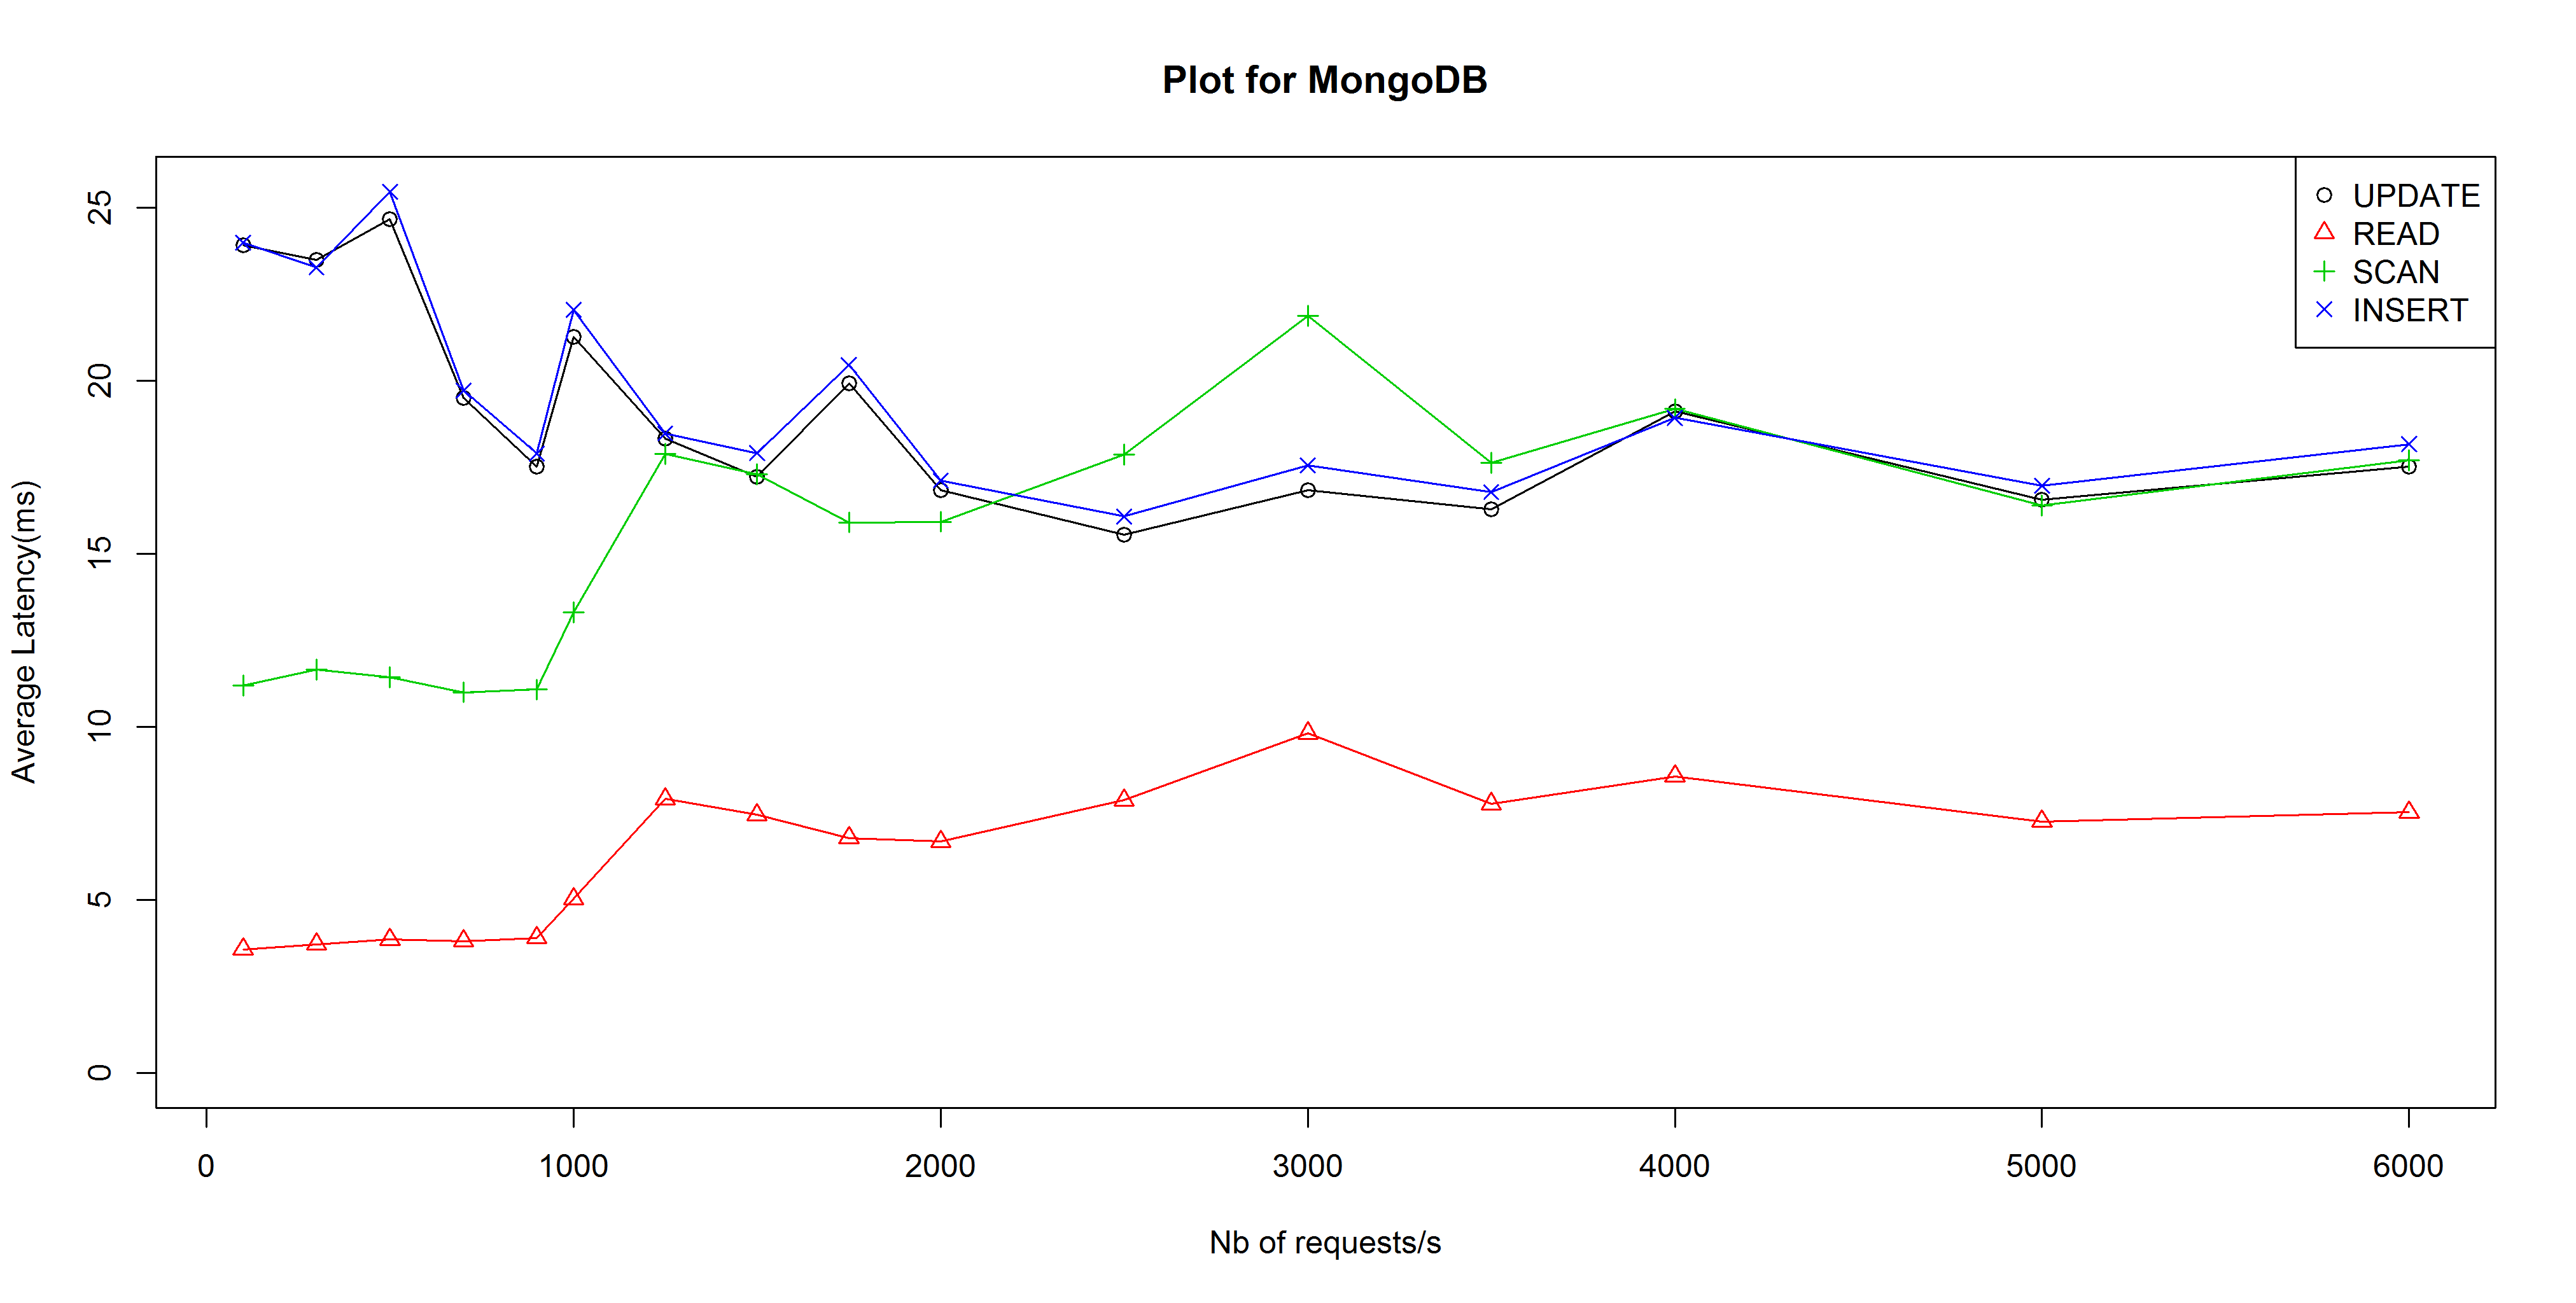 Plot for MongoDB
UPDATE
READ
SCAN
INSERT
Average Latency(ms)
25
20
15
10
5
0
0 1000 2000 3000 4000 5000 6000
Nb of requests/s